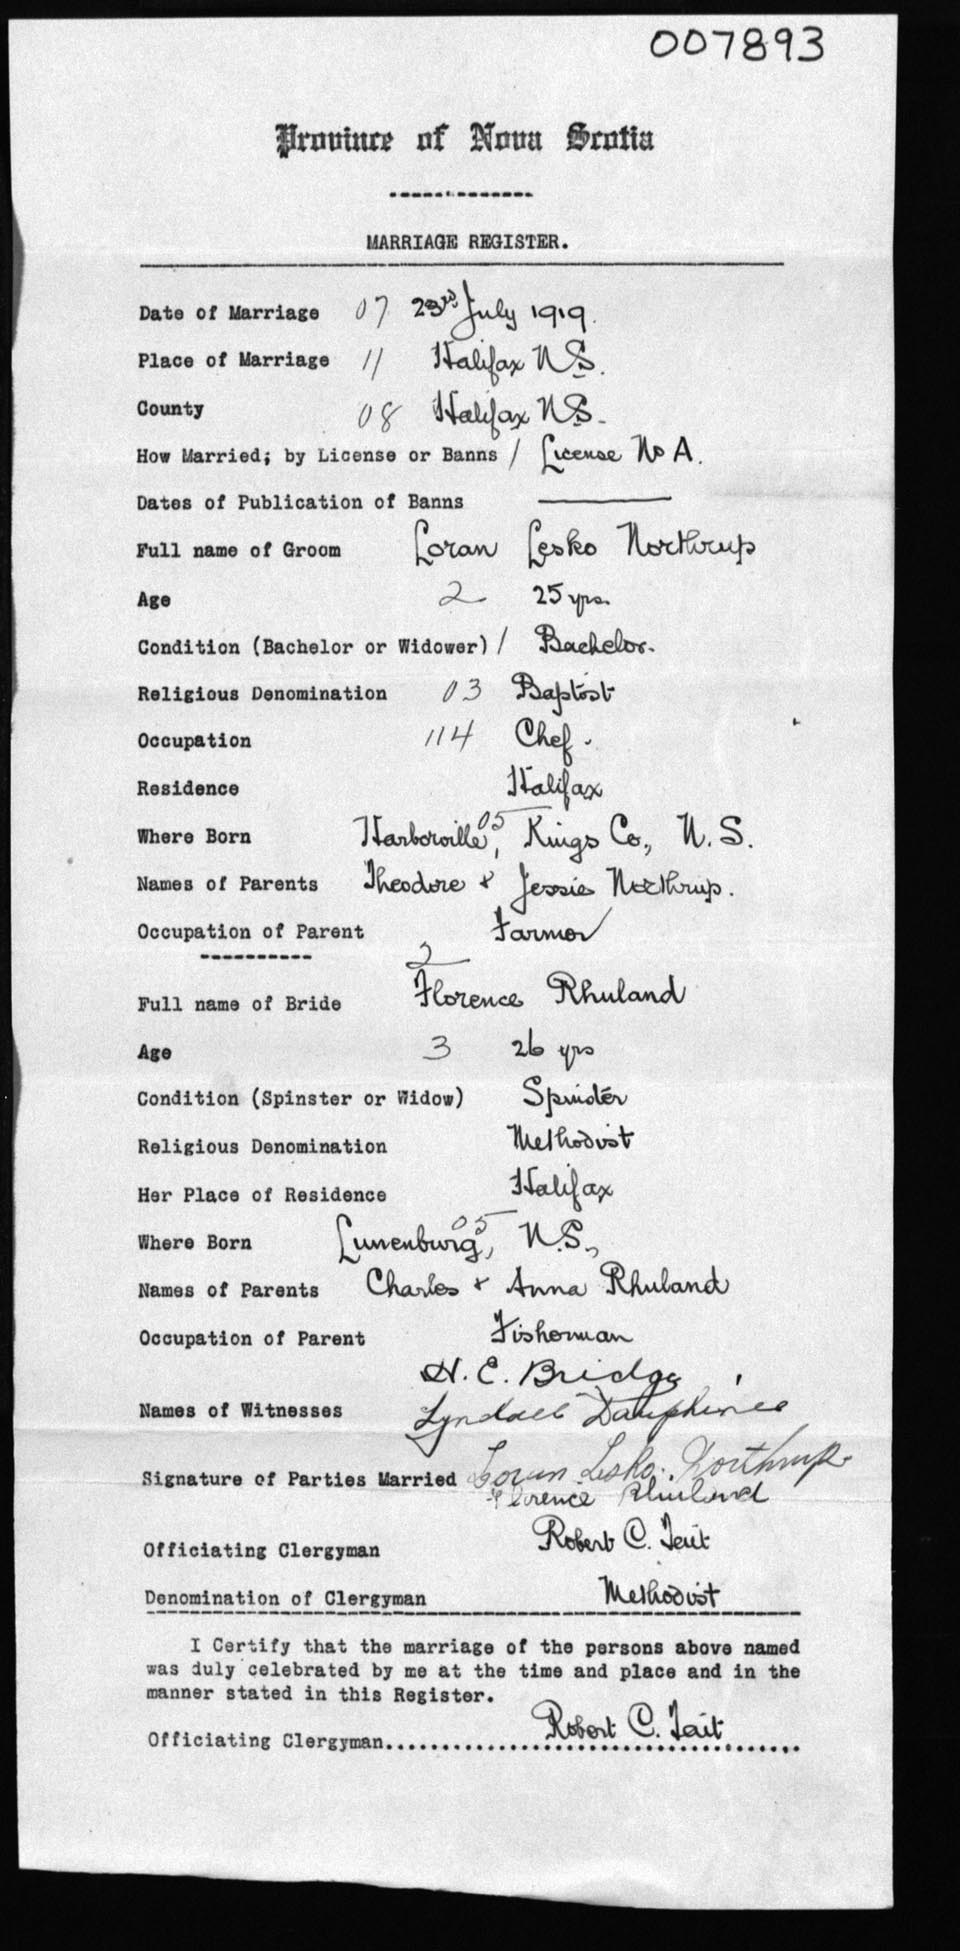 007893
Province of Nova Scotia
MARRIAGE REGISTER.
Date of Marriage 07 23rd July 1919.
Place of Marriage 11 Halifax N.S.
County 08 Halifax N.S.
How Married; by License or Banns / License No A.
Dates of Publication of Banns ———
Full name of Groom Loran Lesko Northrup
Age 2 25 yrs.
Condition (Bachelor or Widower) / Bachelor.
Religious Denomination 03 Baptist
Occupation 114 Chef.
Residence Halifax
Where Born Harborville, 05 Kings Co., N. S.
Names of Parents Theodore & Jessie Northrup.
Occupation of Parent Farmer
2
Full name of Bride Florence Rhuland
Age 3 26 yrs
Condition (Spinster or Widow) Spinster
Religious Denomination Methodist
Her Place of Residence Halifax
Where Born Lunenburg, 05 N.S.,
Names of Parents Charles & Anna Rhuland
Occupation of Parent Fisherman
H. E. Bridge
Names of Witnesses Dauphinee
Signature of Parties Married Loran Lesko Northrup
Florence Rhuland
Officiating Clergyman Robert C. Tait
Denomination of Clergyman Methodist
I Certify that the marriage of the persons above named
was duly celebrated by me at the time and place and in the
manner stated in this Register.
Officiating Clergyman.......... Robert C. Tait